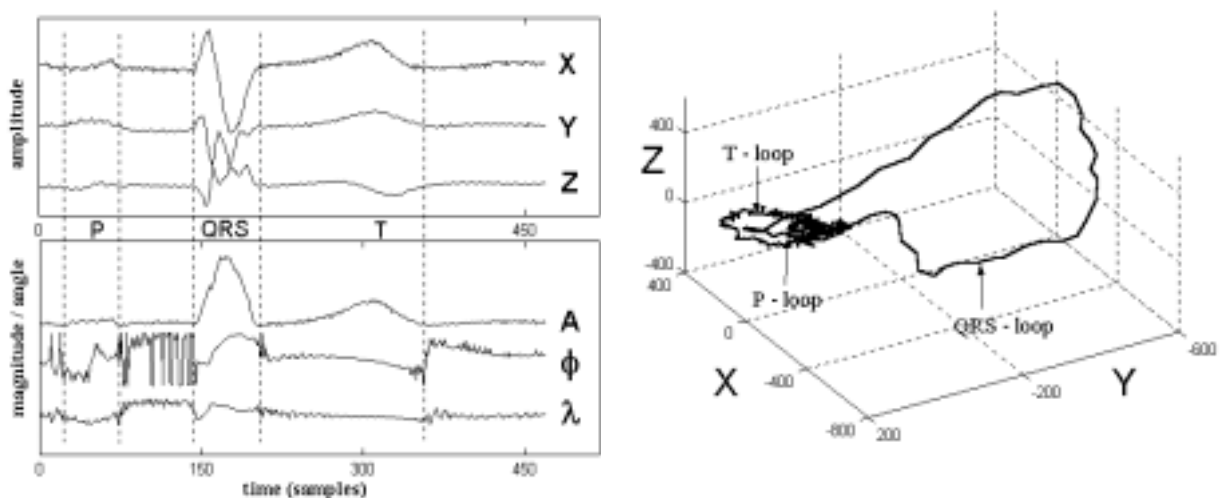 amplitude
X
Y
Z
P QRS T
450
magnitude / angle
A
ϕ
λ
0 150 300 450
time (samples)
Z
400
0
-400
T - loop
P - loop
QRS - loop
400
0
-400
-800
X
200
-200
-600
Y